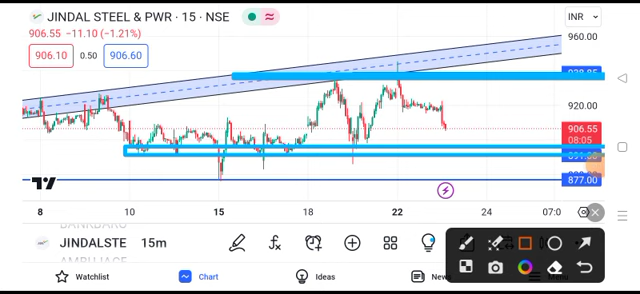 JINDAL STEEL & PWR · 15 · NSE
INR
906.55 −11.10 (−1.21%)
960.00
906.10
0.50
906.60
920.00
906.55
08:05
877.00
8
10
15
18
22
24
07:0
JINDALSTE
15m
AMBUJACE
Watchlist
Chart
Ideas
News
Menu